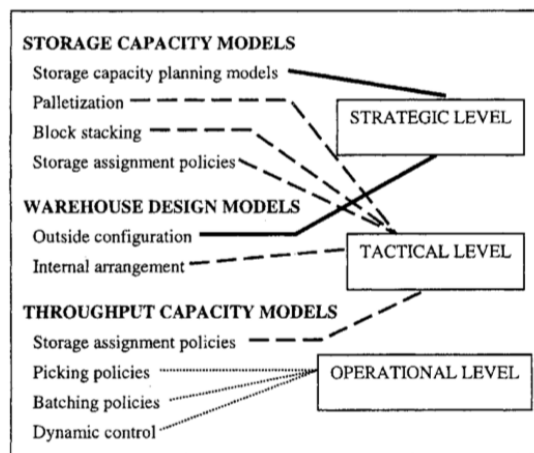 STORAGE CAPACITY MODELS
Storage capacity planning models
Palletization
STRATEGIC LEVEL
Block stacking
Storage assignment policies
WAREHOUSE DESIGN MODELS
Outside configuration
TACTICAL LEVEL
Internal arrangement
THROUGHPUT CAPACITY MODELS
Storage assignment policies
Picking policies
OPERATIONAL LEVEL
Batching policies
Dynamic control